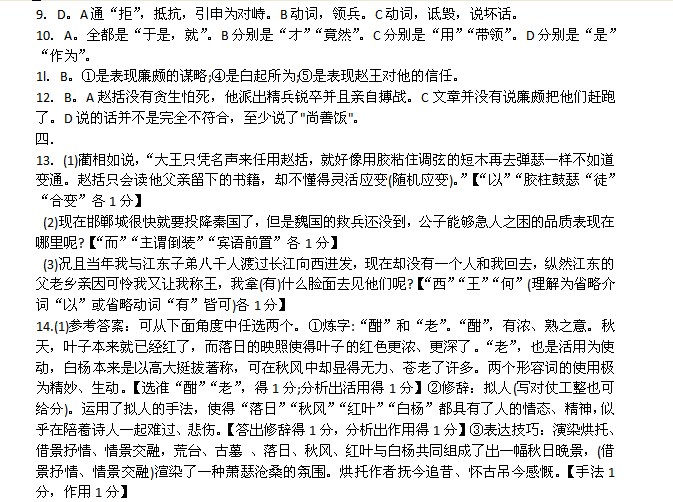 9. D。A通“拒”，抵抗，引申为对峙。B动词，领兵。C动词，诋毁，说坏话。
10. A。全都是“于是，就”。B分别是“才”“竟然”。C分别是“用”“带领”。D分别是“是”
“作为”。
1l. B。①是表现廉颇的谋略;④是白起所为;⑤是表现赵王对他的信任。
12. B。A赵括没有贪生怕死，他派出精兵锐卒并且亲自搏战。C文章并没有说廉颇把他们赶跑
了。D说的话并不是完全不符合，至少说了"尚善饭"。
四．
13. (1)蔺相如说，“大王只凭名声来任用赵括，就好像用胶粘住调弦的短木再去弹瑟一样不如道
变通。赵括只会读他父亲留下的书籍，却不懂得灵活应变(随机应变)。”【“以”“胶柱鼓瑟“徒”
“合变”各1分】
(2)现在邯郸城很快就要投降秦国了，但是魏国的救兵还没到，公子能够急人之困的品质表现在
哪里呢?【“而”“主谓倒装”“宾语前置”各1分】
(3)况且当年我与江东子弟八千人渡过长江向西进发，现在却没有一个人和我回去，纵然江东的
父老乡亲因可怜我又让我称王，我拿(有)什么脸面去见他们呢?【“西”“王”“何”(理解为省略介
词“以”或省略动词“有”皆可)各1分】
14.(1)参考答案：可从下面角度中任选两个。①炼字:“酣”和“老”。“酣”，有浓、熟之意。秋
天，叶子本来就已经红了，而落日的映照使得叶子的红色更浓、更深了。“老”，也是活用为使
动，白杨本来是以高大挺拔著称，可在秋风中却显得无力、苍老了许多。两个形容词的使用极
为精妙、生动。【选准“酣”“老”，得1分;分析出活用得1分】②修辞：拟人(写对仗工整也可
给分)。运用了拟人的手法，使得“落日”“秋风”“红叶”“白杨”都具有了人的情态、精神，似
乎在陪着诗人一起难过、悲伤。【答出修辞得1分，分析出作用得1分】③表达技巧：演染烘托、
借景抒情、情景交融，荒台、古墓 、落日、秋风、红叶与白杨共同组成了出一幅秋日晚景，(借
景抒情、情景交融)渲染了一种萧瑟沧桑的氛围。烘托作者抚今追昔、怀古吊今感慨。【手法1
分，作用1分】